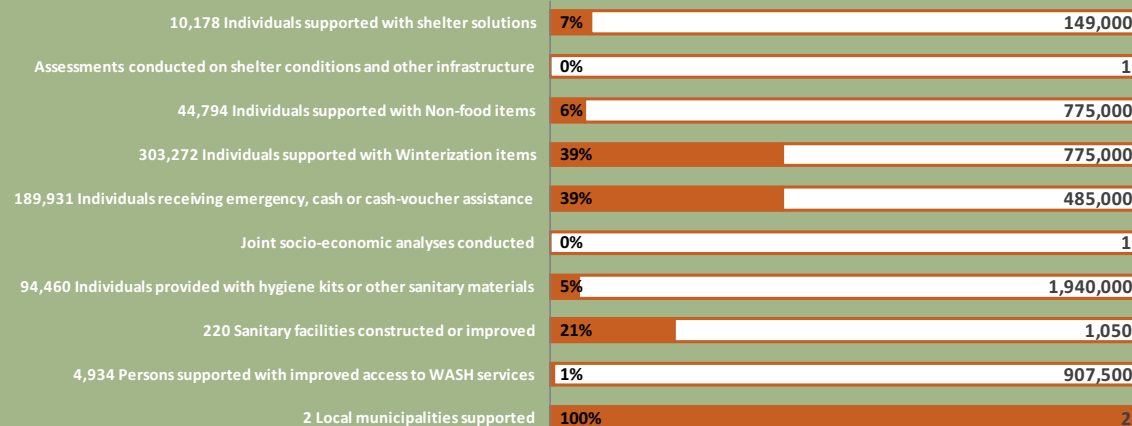 10,178 Individuals supported with shelter solutions 7% 149,000
Assessments conducted on shelter conditions and other infrastructure 0% 1
44,794 Individuals supported with Non-food items 6% 775,000
303,272 Individuals supported with Winterization items 39% 775,000
189,931 Individuals receiving emergency, cash or cash-voucher assistance 39% 485,000
Joint socio-economic analyses conducted 0% 1
94,460 Individuals provided with hygiene kits or other sanitary materials 5% 1,940,000
220 Sanitary facilities constructed or improved 21% 1,050
4,934 Persons supported with improved access to WASH services 1% 907,500
2 Local municipalities supported 100% 2